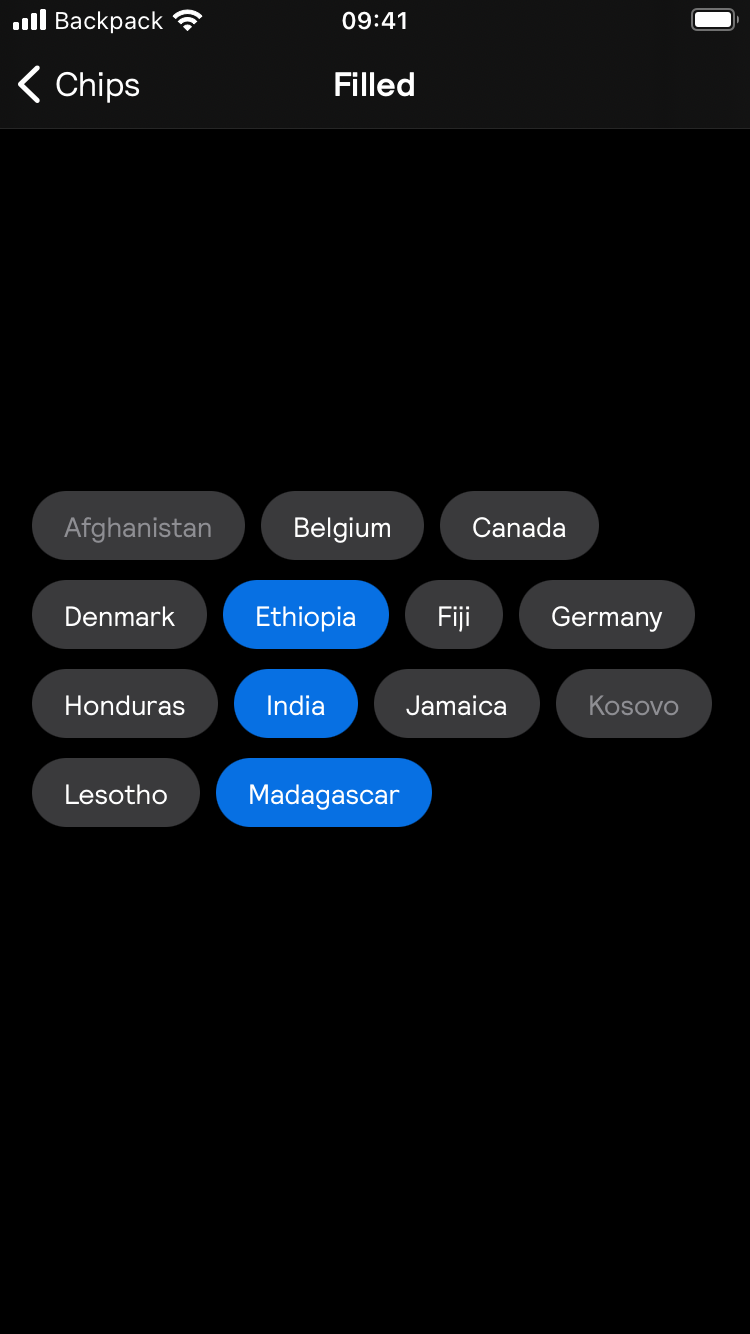 Backpack 09:41
Chips Filled
Afghanistan Belgium Canada
Denmark Ethiopia Fiji Germany
Honduras India Jamaica Kosovo
Lesotho Madagascar